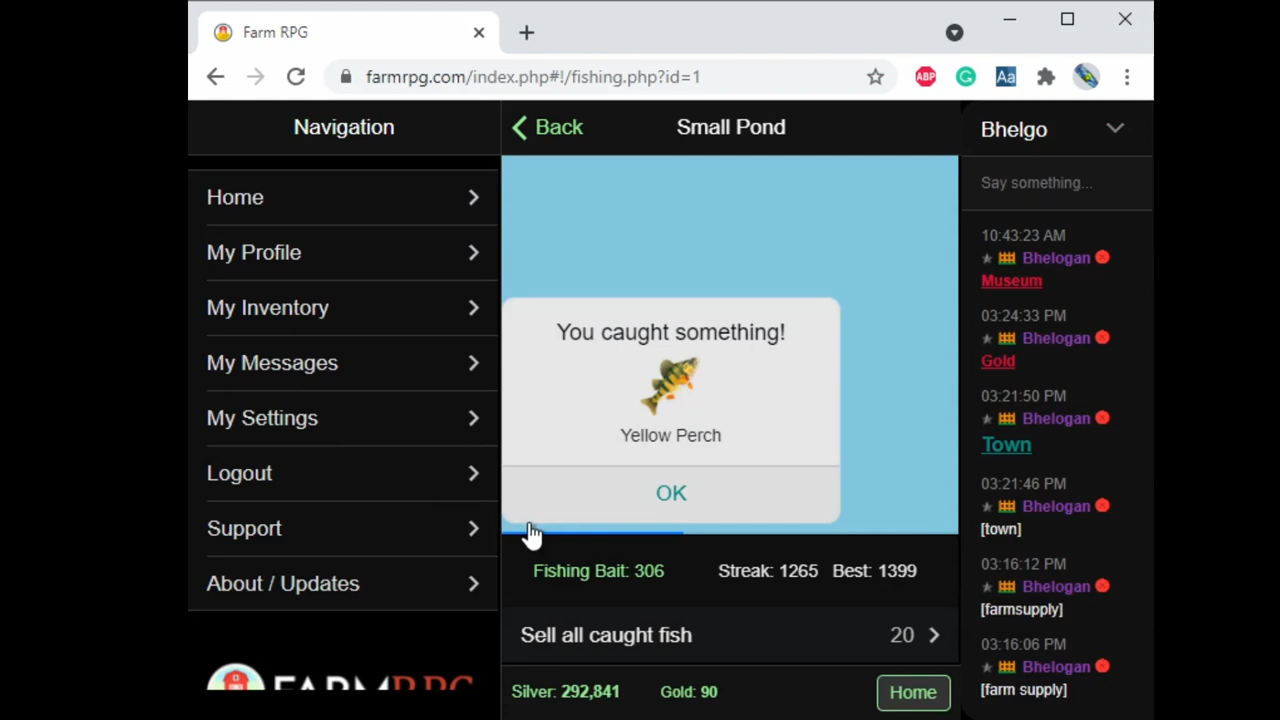 Farm RPG
farmrpg.com/index.php#!/fishing.php?id=1
ABP
Aa
Navigation
Home
My Profile
My Inventory
My Messages
My Settings
Logout
Support
About / Updates
FARMRPG
Back
Small Pond
You caught something!
Yellow Perch
OK
Fishing Bait: 306
Streak: 1265 Best: 1399
Sell all caught fish 20
Silver: 292,841
Gold: 90
Home
Bhelgo
Say something...
10:43:23 AM
Bhelogan
Museum
03:24:33 PM
Bhelogan
Gold
03:21:50 PM
Bhelogan
Town
03:21:46 PM
Bhelogan
[town]
03:16:12 PM
Bhelogan
[farmsupply]
03:16:06 PM
Bhelogan
[farm supply]